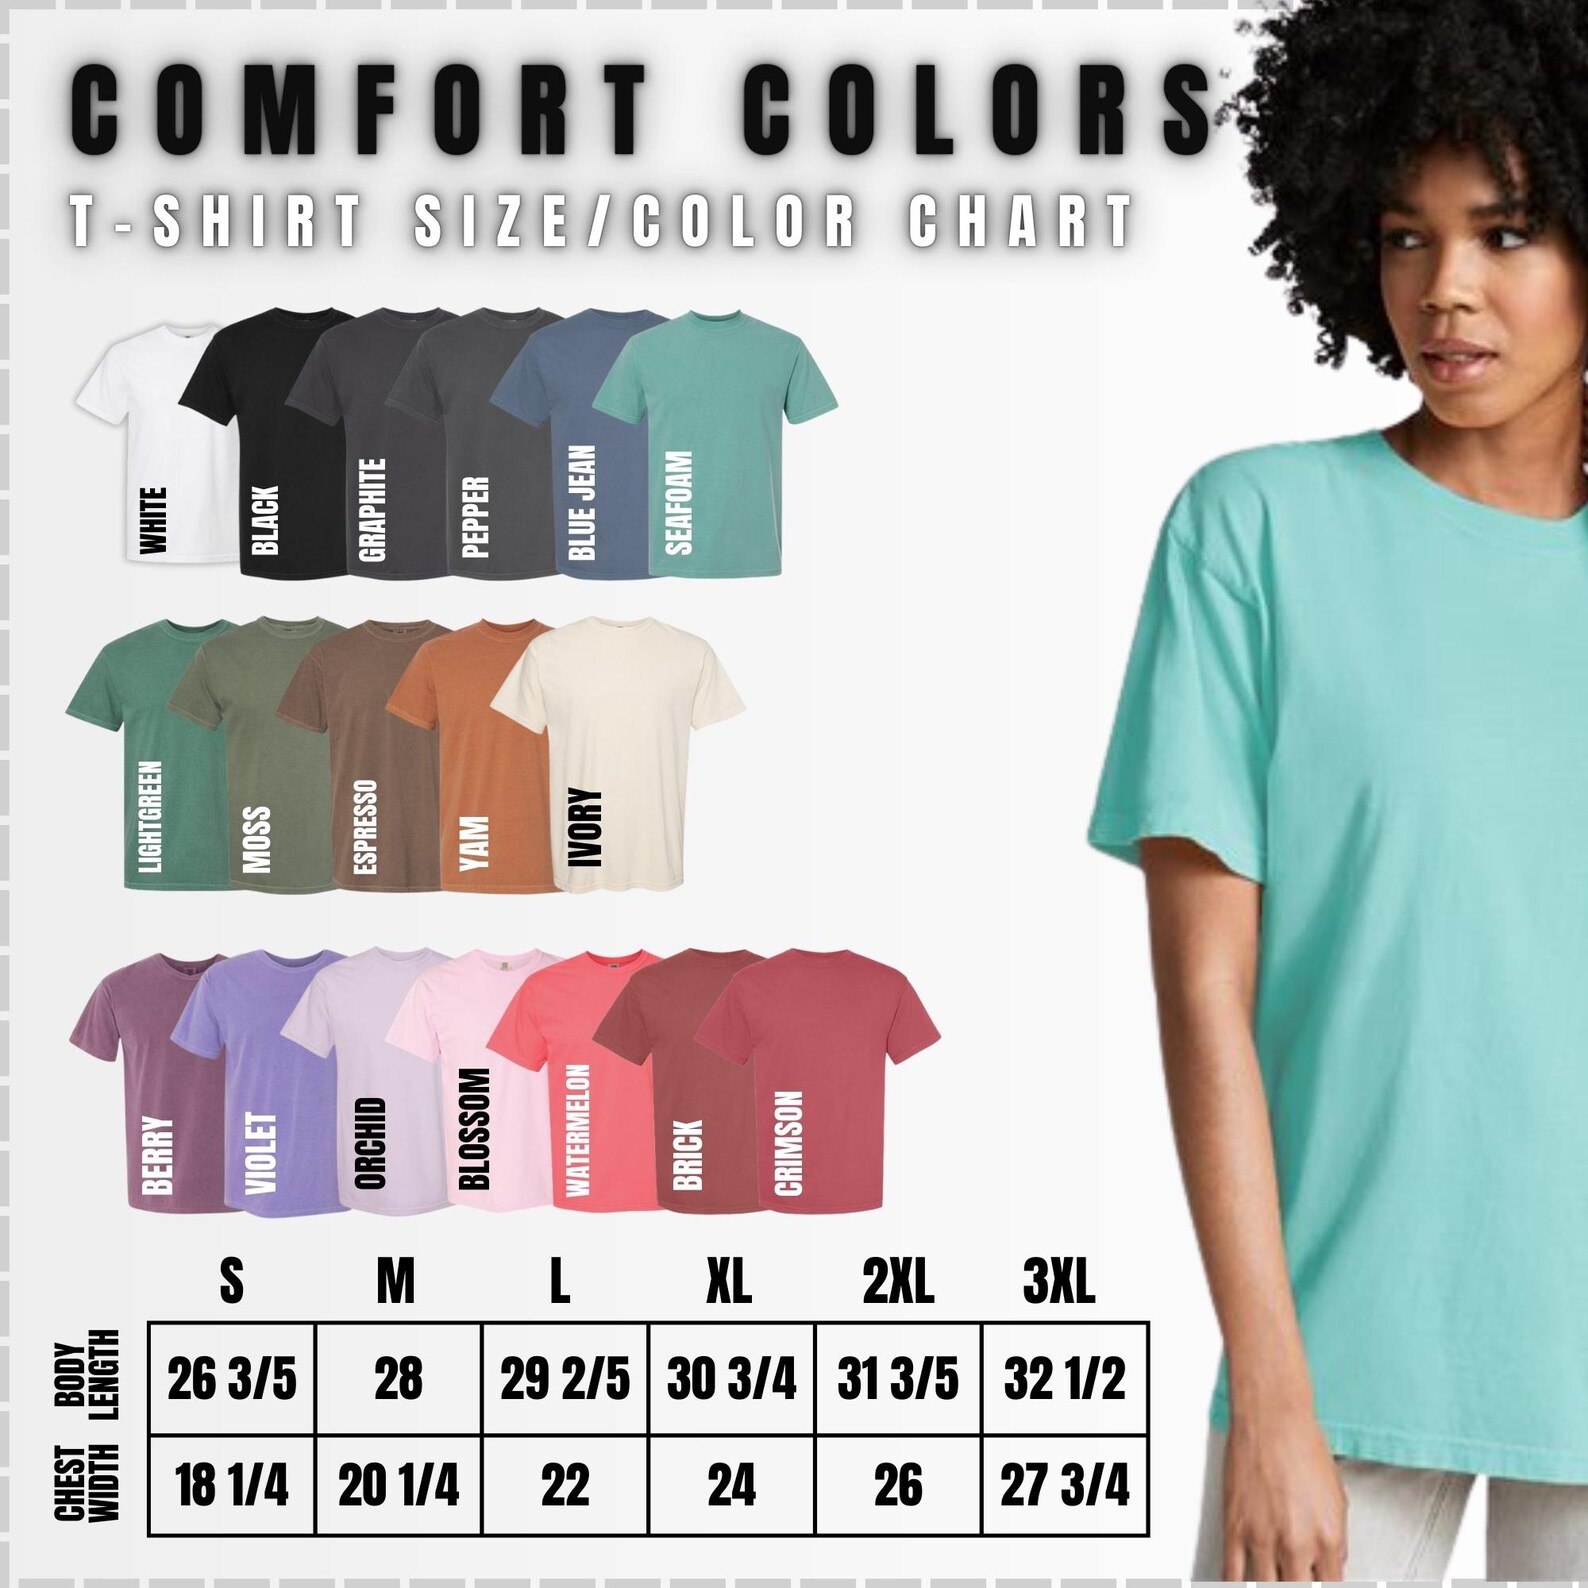 COMFORT COLORS
T-SHIRT SIZE/COLOR CHART
WHITE
BLACK
GRAPHITE
PEPPER
BLUE JEAN
SEAFOAM
LIGHTGREEN
MOSS
ESPRESSO
YAM
IVORY
BERRY
VIOLET
ORCHID
BLOSSOM
WATERMELON
BRICK
CRIMSON
S M L XL 2XL 3XL
BODY
LENGTH
26 3/5 28 29 2/5 30 3/4 31 3/5 32 1/2
CHEST
WIDTH
18 1/4 20 1/4 22 24 26 27 3/4